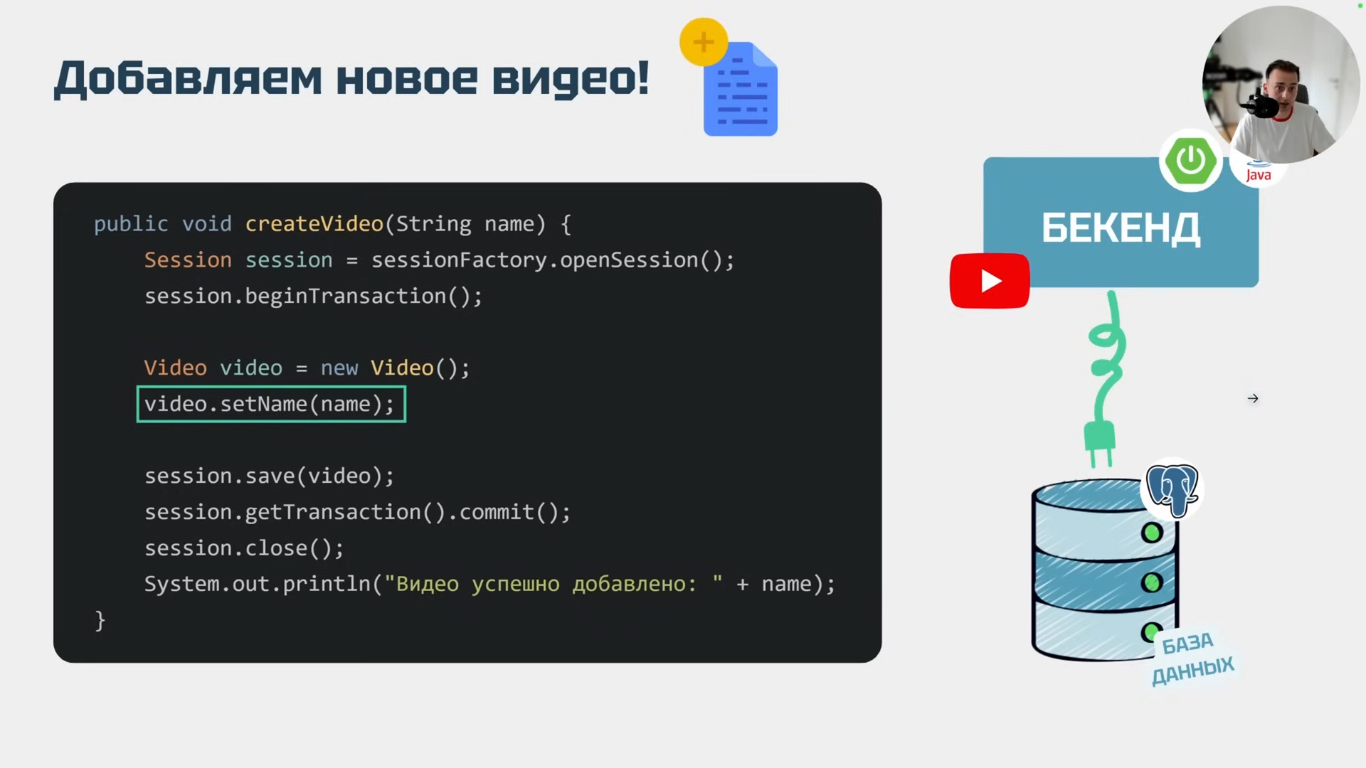 Добавляем новое видео!
public void createVideo(String name) {
Session session = sessionFactory.openSession();
session.beginTransaction();
Video video = new Video();
video.setName(name);
session.save(video);
session.getTransaction().commit();
session.close();
System.out.println("Видео успешно добавлено: " + name);
}
Java
БЕКЕНД
БАЗА
ДАННЫХ